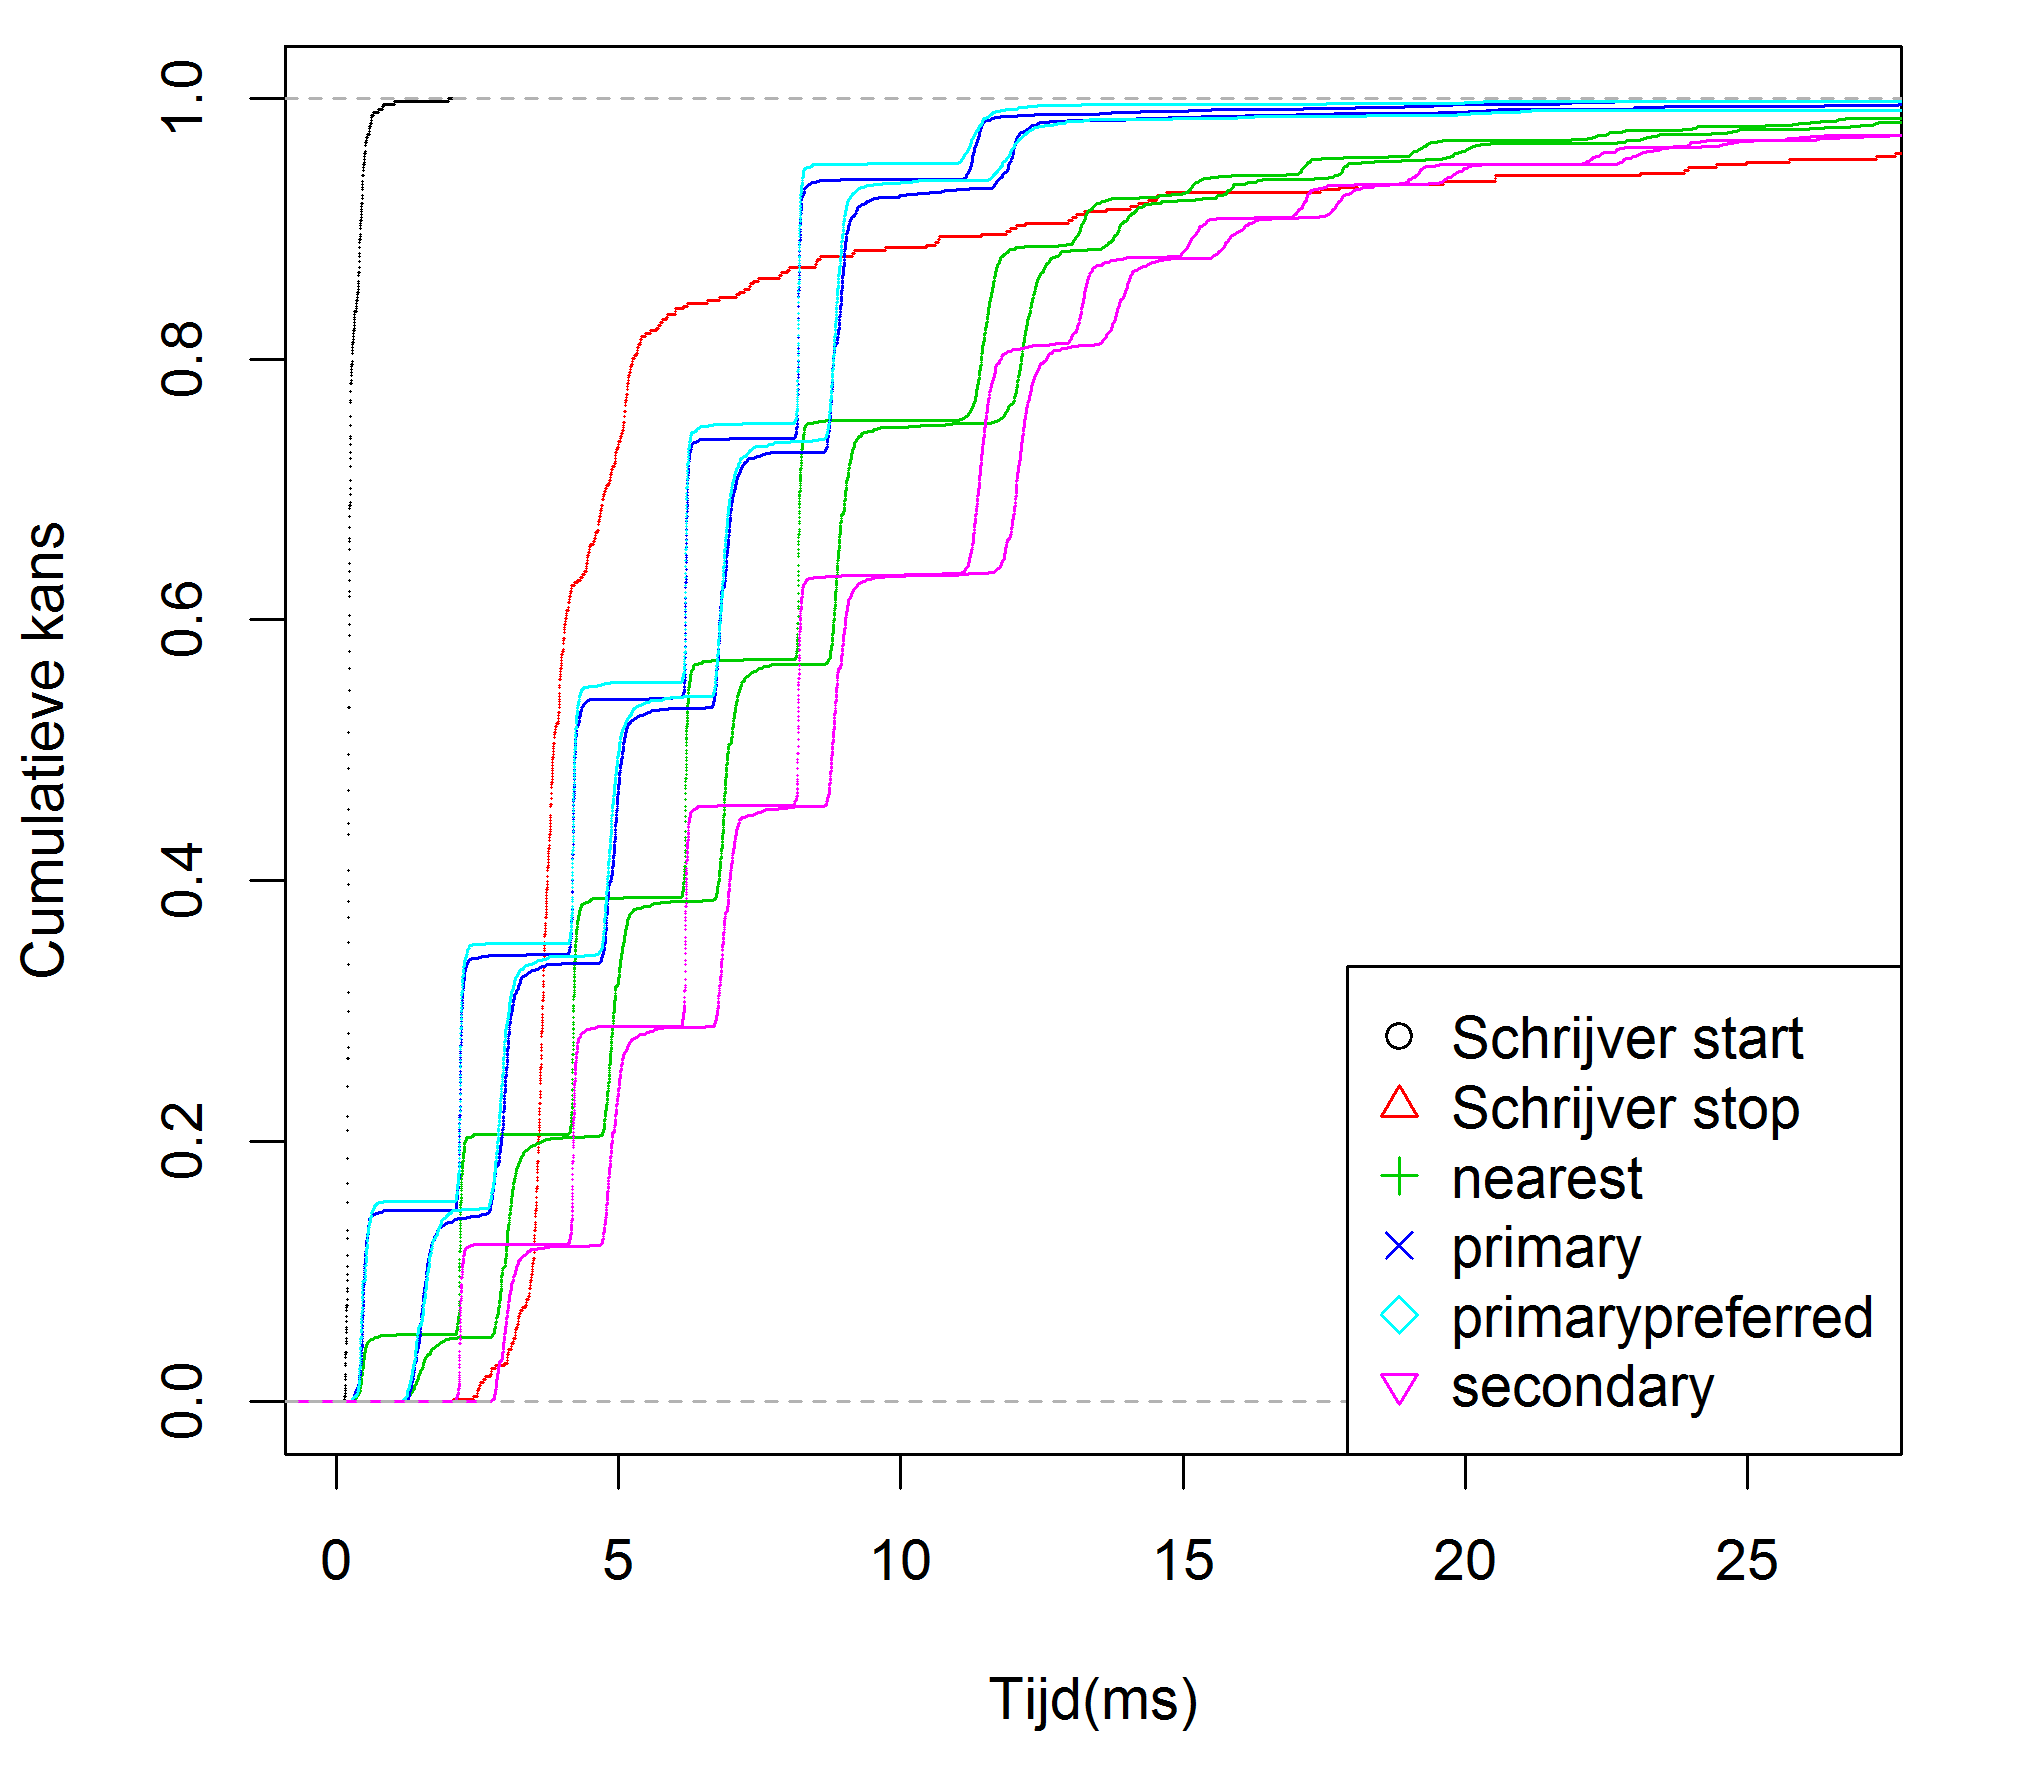 Cumulatieve kans
1.0
0.8
0.6
0.4
0.2
0.0
Schrijver start
Schrijver stop
nearest
primary
primarypreferred
secondary
0 5 10 15 20 25
Tijd(ms)